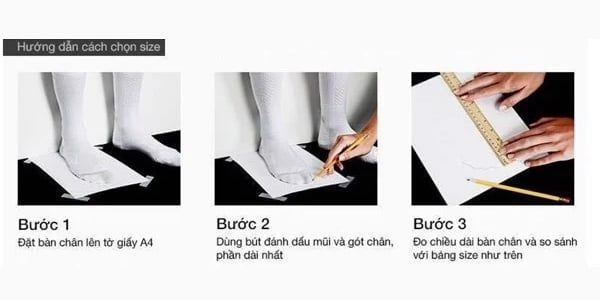 Hướng dẫn cách chọn size
Bước 1
Đặt bàn chân lên tờ giấy A4
Bước 2
Dùng bút đánh dấu mũi và gót chân,
phần dài nhất
Bước 3
Đo chiều dài bàn chân và so sánh
với bảng size như trên